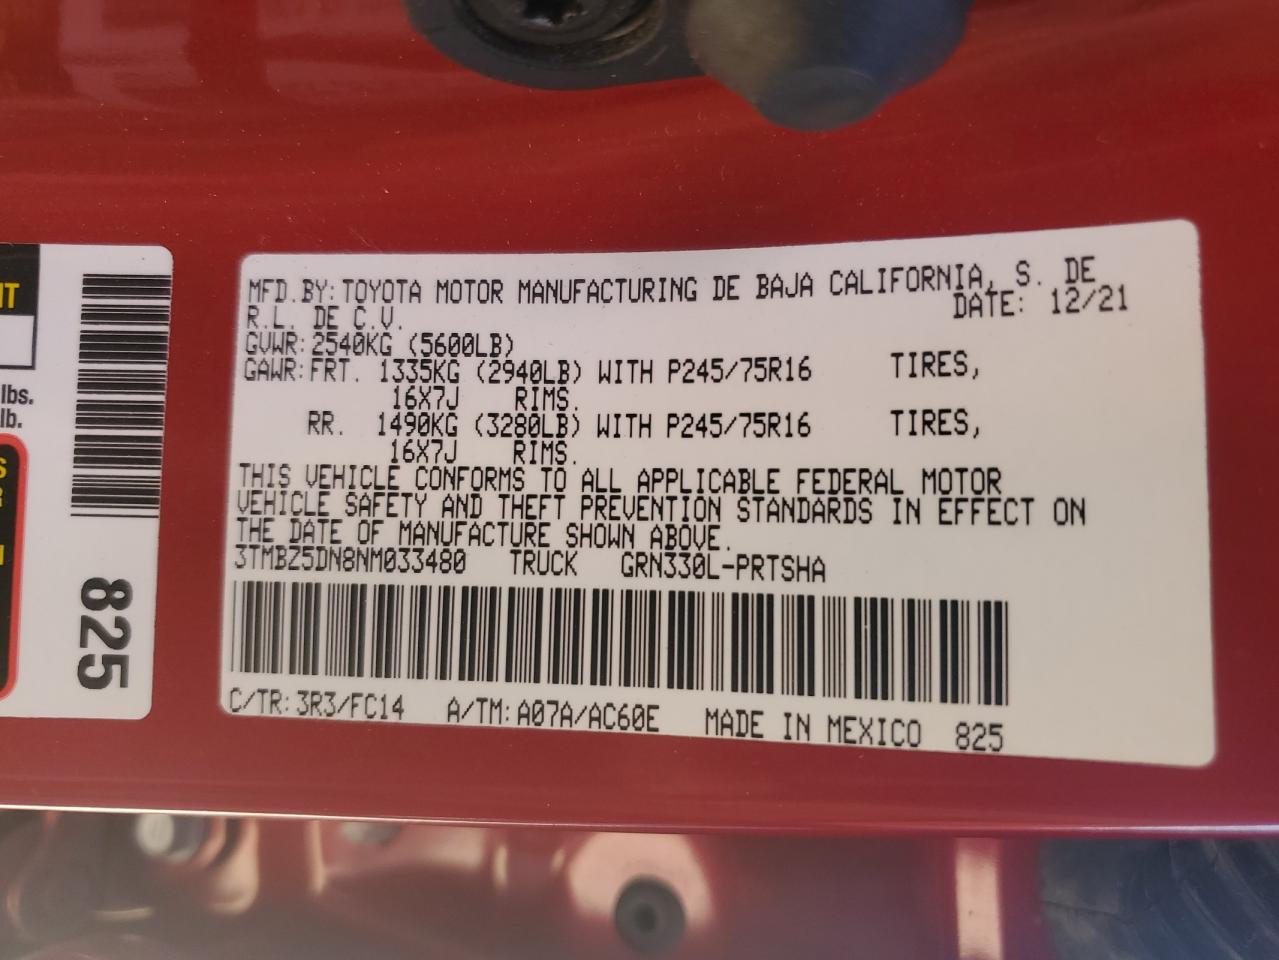 MFD.BY:TOYOTA MOTOR MANUFACTURING DE BAJA CALIFORNIA, S. DE
R.L. DE C.V. DATE: 12/21
GVWR:2540KG (5600LB)
GAWR:FRT. 1335KG (2940LB) WITH P245/75R16 TIRES,
16X7J RIMS.
RR. 1490KG (3280LB) WITH P245/75R16 TIRES,
16X7J RIMS.
THIS VEHICLE CONFORMS TO ALL APPLICABLE FEDERAL MOTOR
VEHICLE SAFETY AND THEFT PREVENTION STANDARDS IN EFFECT ON
THE DATE OF MANUFACTURE SHOWN ABOVE.
3TMBZ5DN8NM033480 TRUCK GRN330L-PRTSHA
C/TR:3R3/FC14 A/TM:A07A/AC60E MADE IN MEXICO 825
lbs.
lb.
825